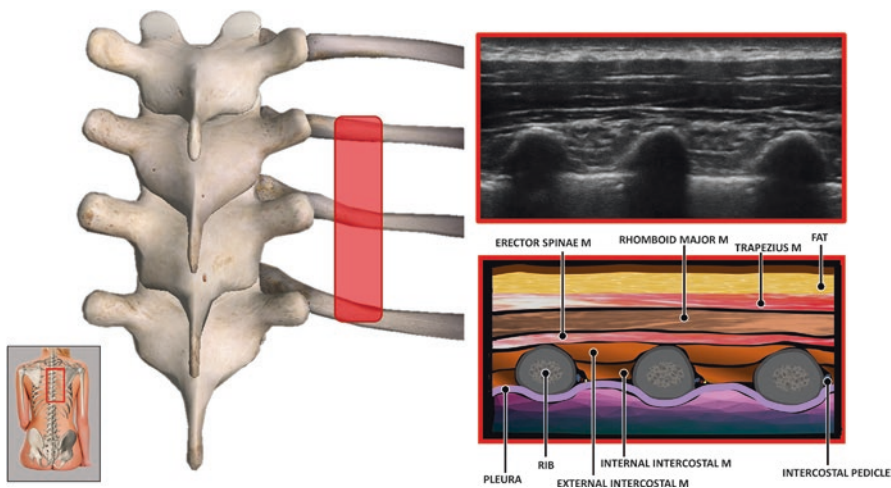 ERECTOR SPINAE M
RHOMBOID MAJOR M
TRAPEZIUS M
FAT
PLEURA
RIB
EXTERNAL INTERCOSTAL M
INTERNAL INTERCOSTAL M
INTERCOSTAL PEDICLE